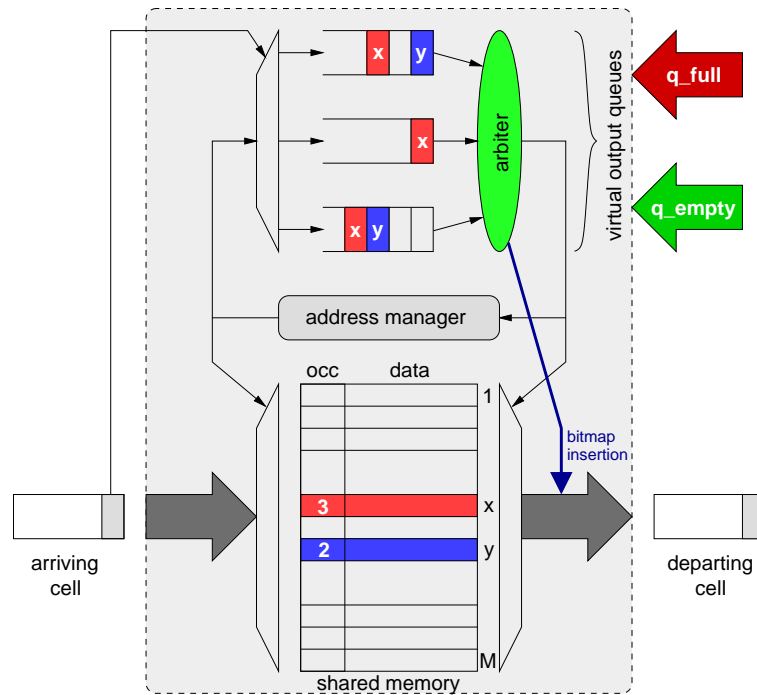 x
y
q_full
x
arbiter
virtual output queues
q_empty
x
y
address manager
occ
data
1
bitmap
insertion
3
x
2
y
arriving
cell
departing
cell
M
shared memory